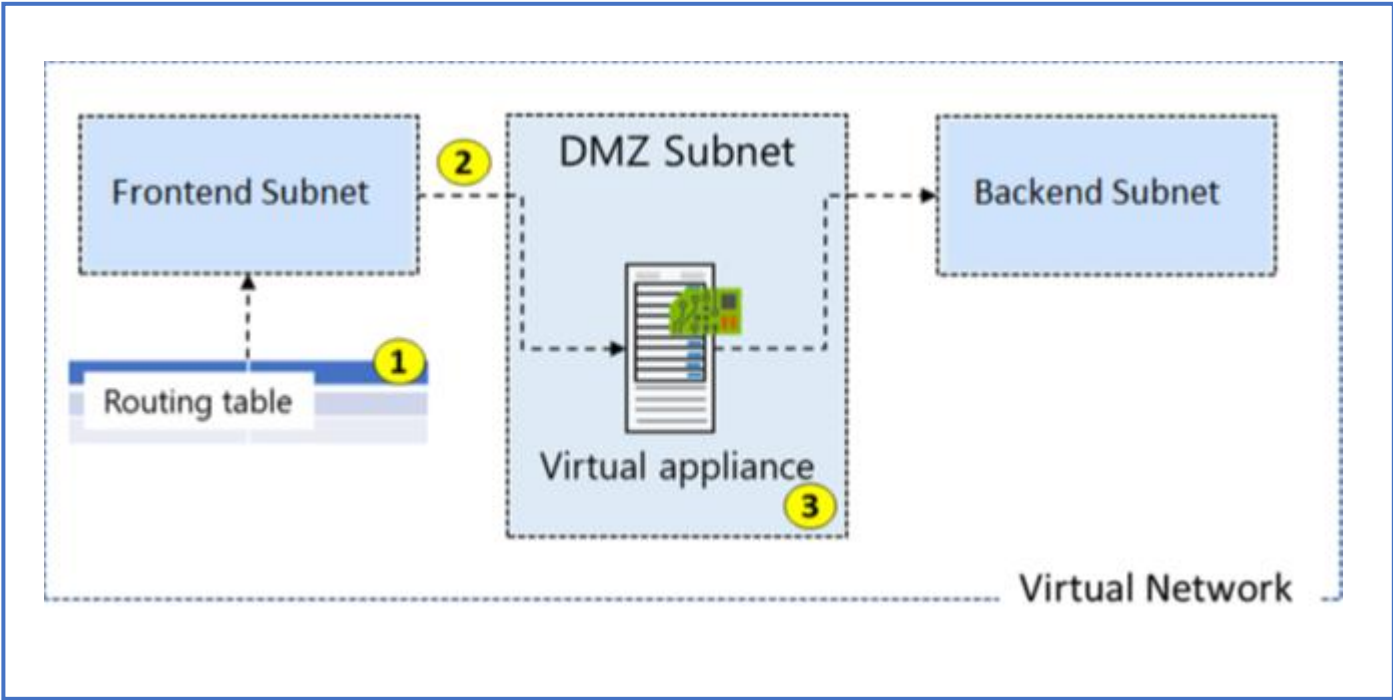 Frontend Subnet
2
DMZ Subnet
Backend Subnet
1
Routing table
Virtual appliance
3
Virtual Network